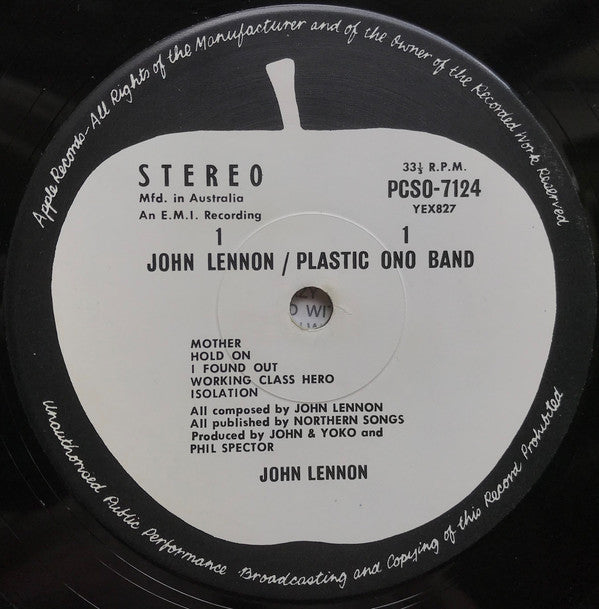 Apple Records - All Rights of the Manufacturer and of the Owner of the Recorded Work Reserved
STEREO
33⅓ R.P.M.
Mfd. in Australia
PCSO-7124
An E.M.I. Recording
YEX827
1 1
JOHN LENNON / PLASTIC ONO BAND
WIT
MOTHER
HOLD ON
I FOUND OUT
WORKING CLASS HERO
ISOLATION
All composed by JOHN LENNON
All published by NORTHERN SONGS
Produced by JOHN & YOKO and
PHIL SPECTOR
JOHN LENNON
Unauthorised Public Performance Broadcasting and Copying of this Record Prohibited